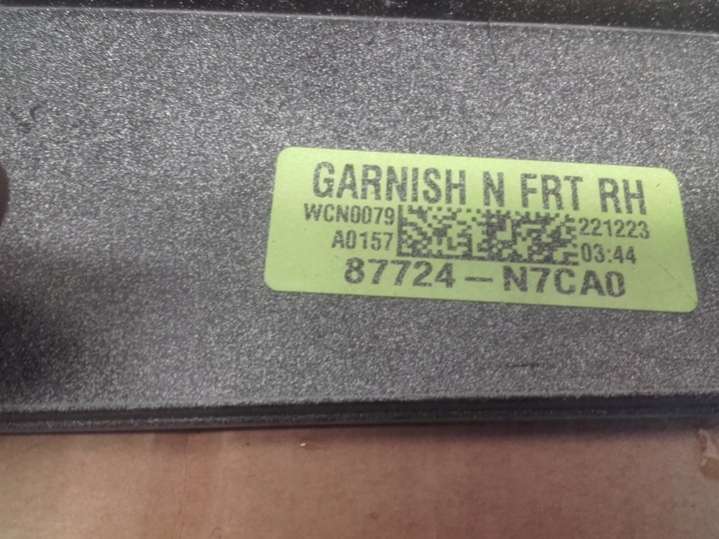 GARNISH N FRT RH
WCN0079 221223
A0157 03:44
87724-N7CA0